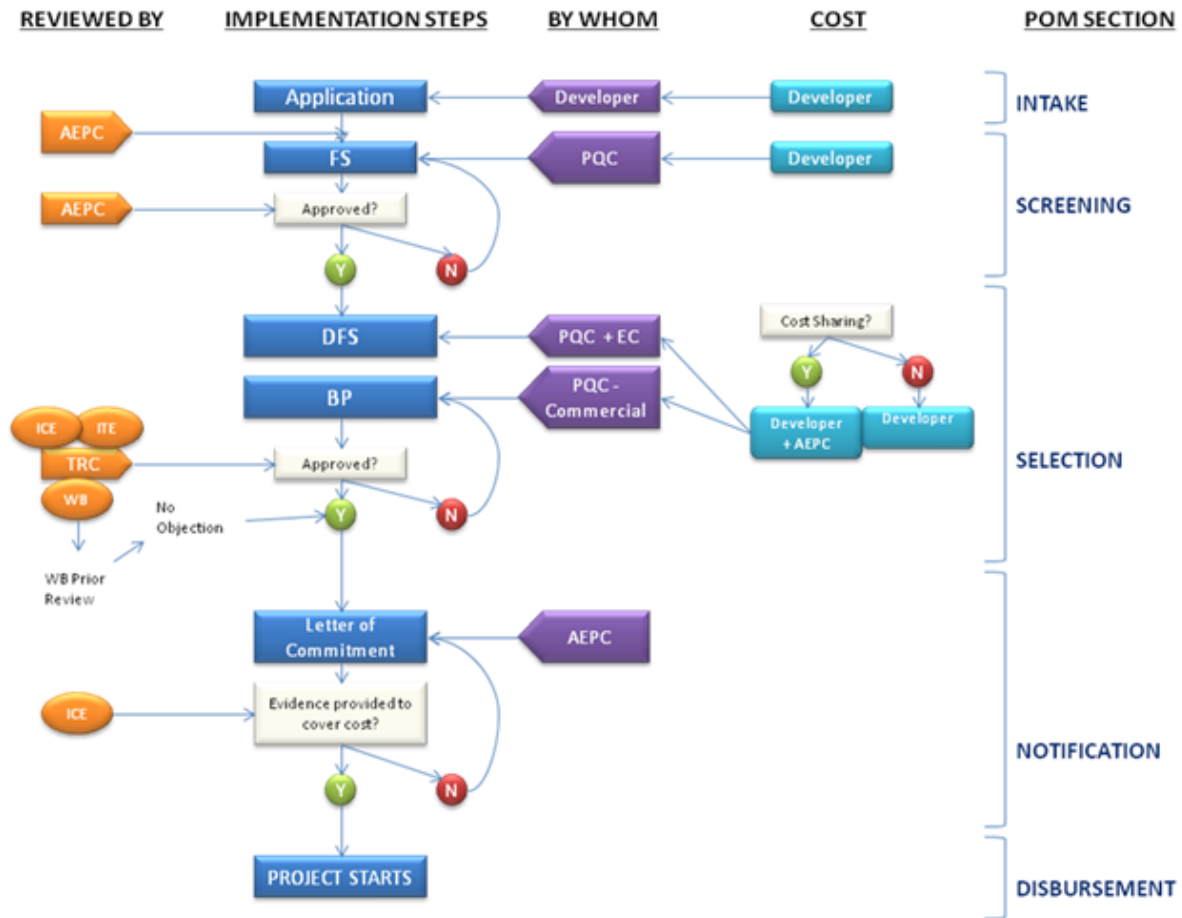 REVIEWED BY
IMPLEMENTATION STEPS
BY WHOM
COST
POM SECTION
Application
Developer
Developer
INTAKE
AEPC
FS
PQC
Developer
AEPC
Approved?
SCREENING
Y
N
DFS
PQC + EC
Cost Sharing?
BP
PQC -
Commercial
Y
N
ICE
ITE
TRC
WB
Approved?
Developer
+ AEPC
Developer
SELECTION
No
Objection
Y
N
WB Prior
Review
Letter of
Commitment
AEPC
ICE
Evidence provided to
cover cost?
NOTIFICATION
Y
N
PROJECT STARTS
DISBURSEMENT